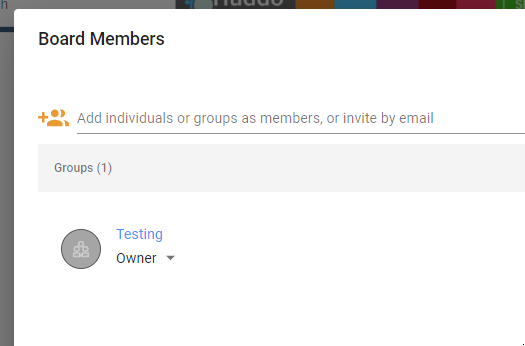 Board Members
Add individuals or groups as members, or invite by email
Groups (1)
Testing
Owner